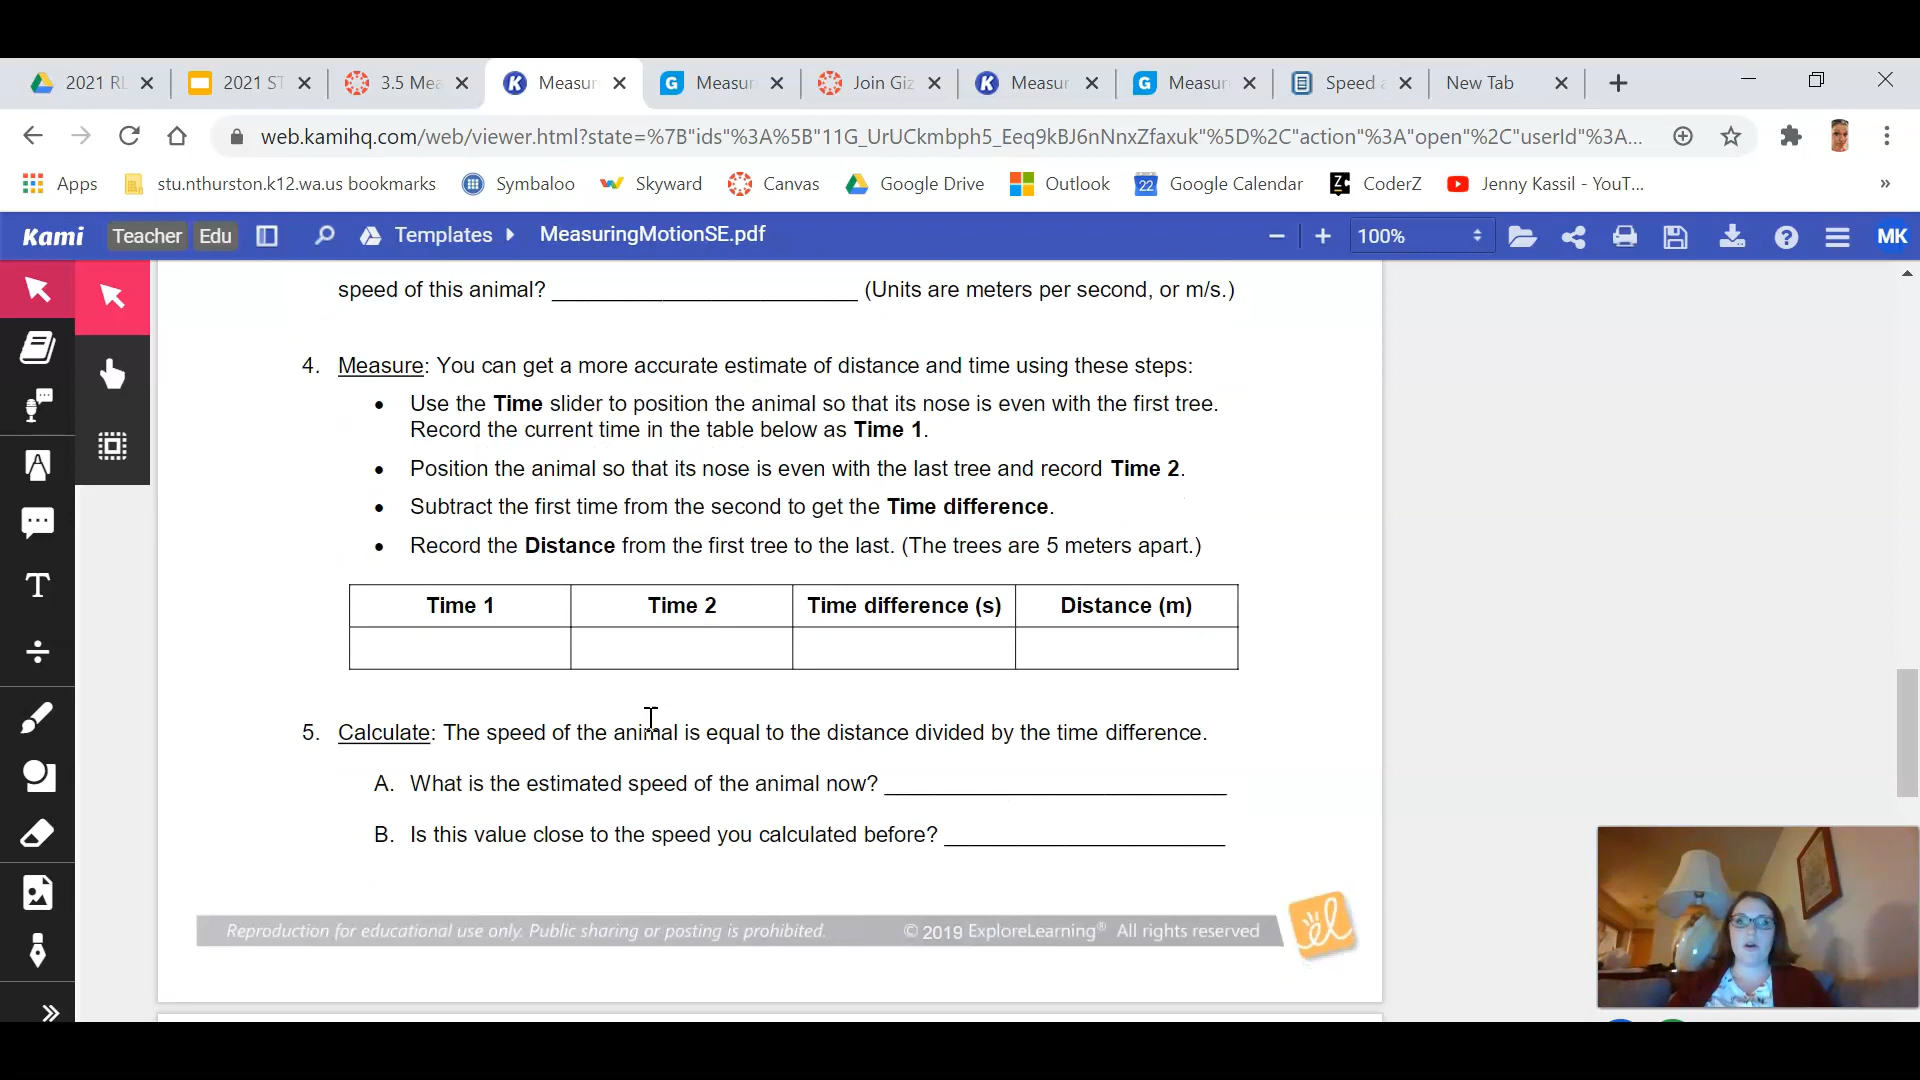 2021 RL
2021 ST
3.5 Mea
Measur
Measur
Join Giz
Measur
Measur
Speed a
New Tab
web.kamihq.com/web/viewer.html?state=%7B"ids"%3A%5B"11G_UrUCkmbph5_Eeq9kBJ6nNnxZfaxuk"%5D%2C"action"%3A"open"%2C"userId"%3A...
Apps
stu.nthurston.k12.wa.us bookmarks
Symbaloo
Skyward
Canvas
Google Drive
Outlook
22
Google Calendar
CoderZ
Jenny Kassil - YouT...
»
Kami Teacher Edu
Templates
MeasuringMotionSE.pdf
100%
MK
speed of this animal? _________________________ (Units are meters per second, or m/s.)
4. Measure: You can get a more accurate estimate of distance and time using these steps:
• Use the Time slider to position the animal so that its nose is even with the first tree.
Record the current time in the table below as Time 1.
• Position the animal so that its nose is even with the last tree and record Time 2.
• Subtract the first time from the second to get the Time difference.
• Record the Distance from the first tree to the last. (The trees are 5 meters apart.)
Time 1 Time 2 Time difference (s) Distance (m)
5. Calculate: The speed of the animal is equal to the distance divided by the time difference.
A. What is the estimated speed of the animal now? ____________________________
B. Is this value close to the speed you calculated before? _______________________
Reproduction for educational use only. Public sharing or posting is prohibited. © 2019 ExploreLearning® All rights reserved
el